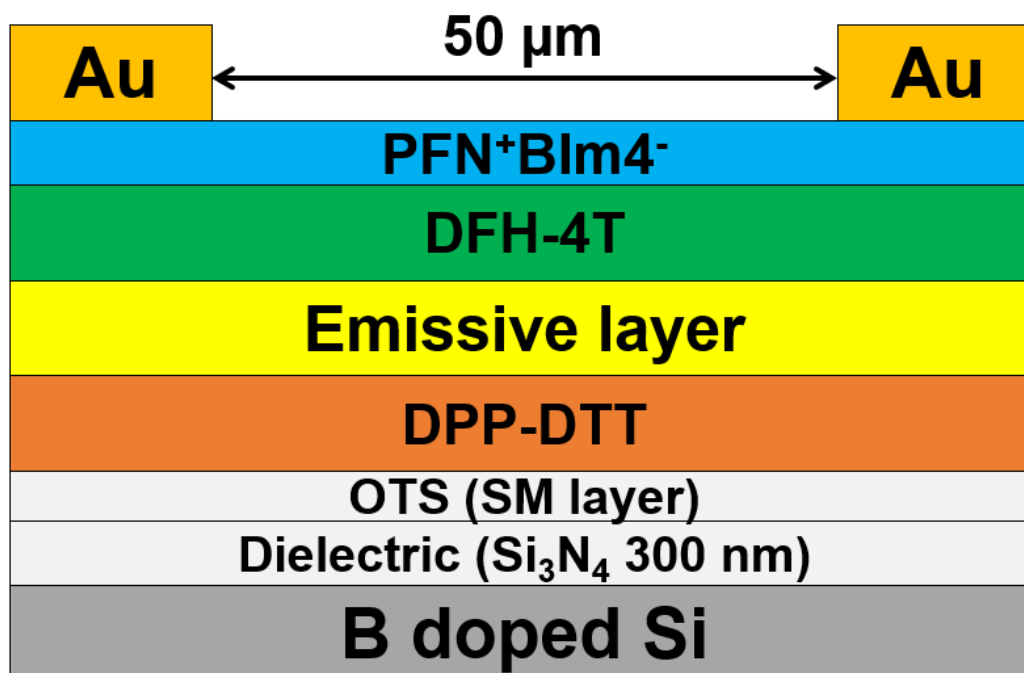 50 µm
Au
Au
PFN⁺BIm4⁻
DFH-4T
Emissive layer
DPP-DTT
OTS (SM layer)
Dielectric (Si₃N₄ 300 nm)
B doped Si